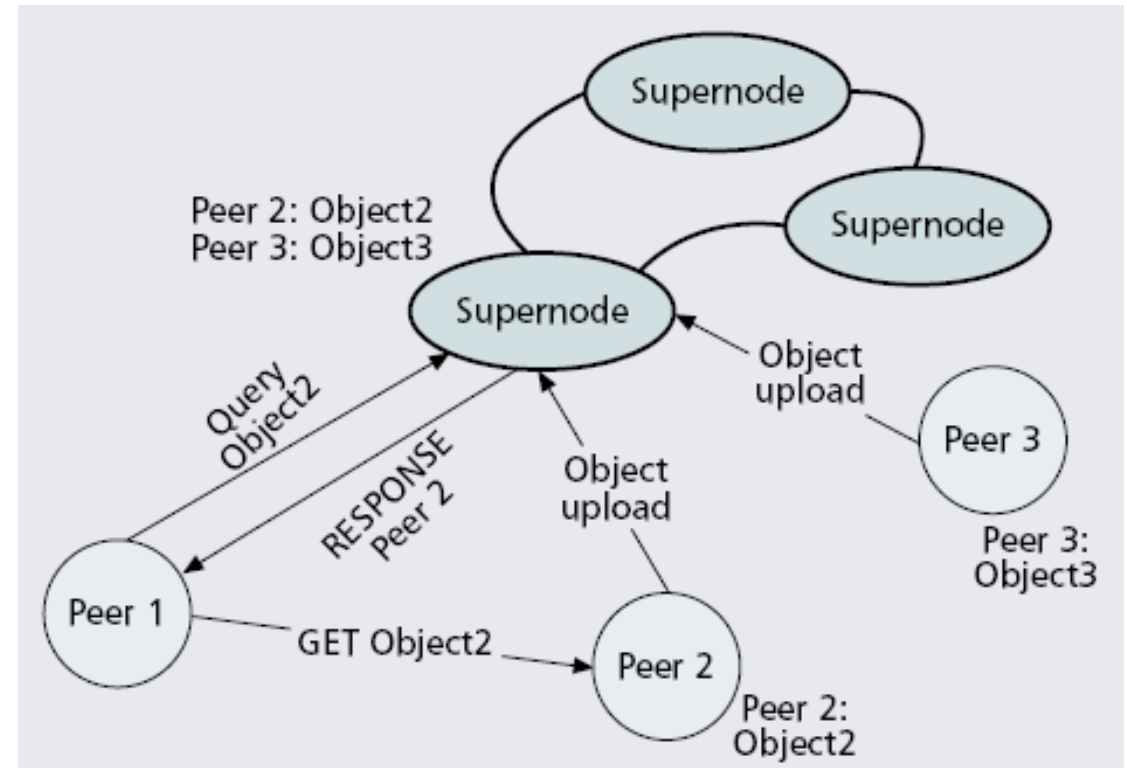 Supernode
Supernode
Peer 2: Object2
Peer 3: Object3
Supernode
Object
upload
Query
Object2
Peer 3
RESPONSE
Peer 2
Object
upload
Peer 3:
Object3
Peer 1
GET Object2
Peer 2
Peer 2:
Object2